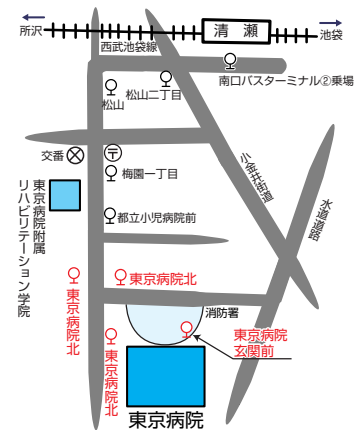 所沢
清瀬
池袋
西武池袋線
南口バスターミナル②乗場
松山二丁目
松山
交番
〒
梅園一丁目
小金井街道
水道道路
東京病院附属
リハビリテーション学院
都立小児病院前
東京病院北
東京病院北
消防署
東京病院
玄関前
東京病院北
東京病院